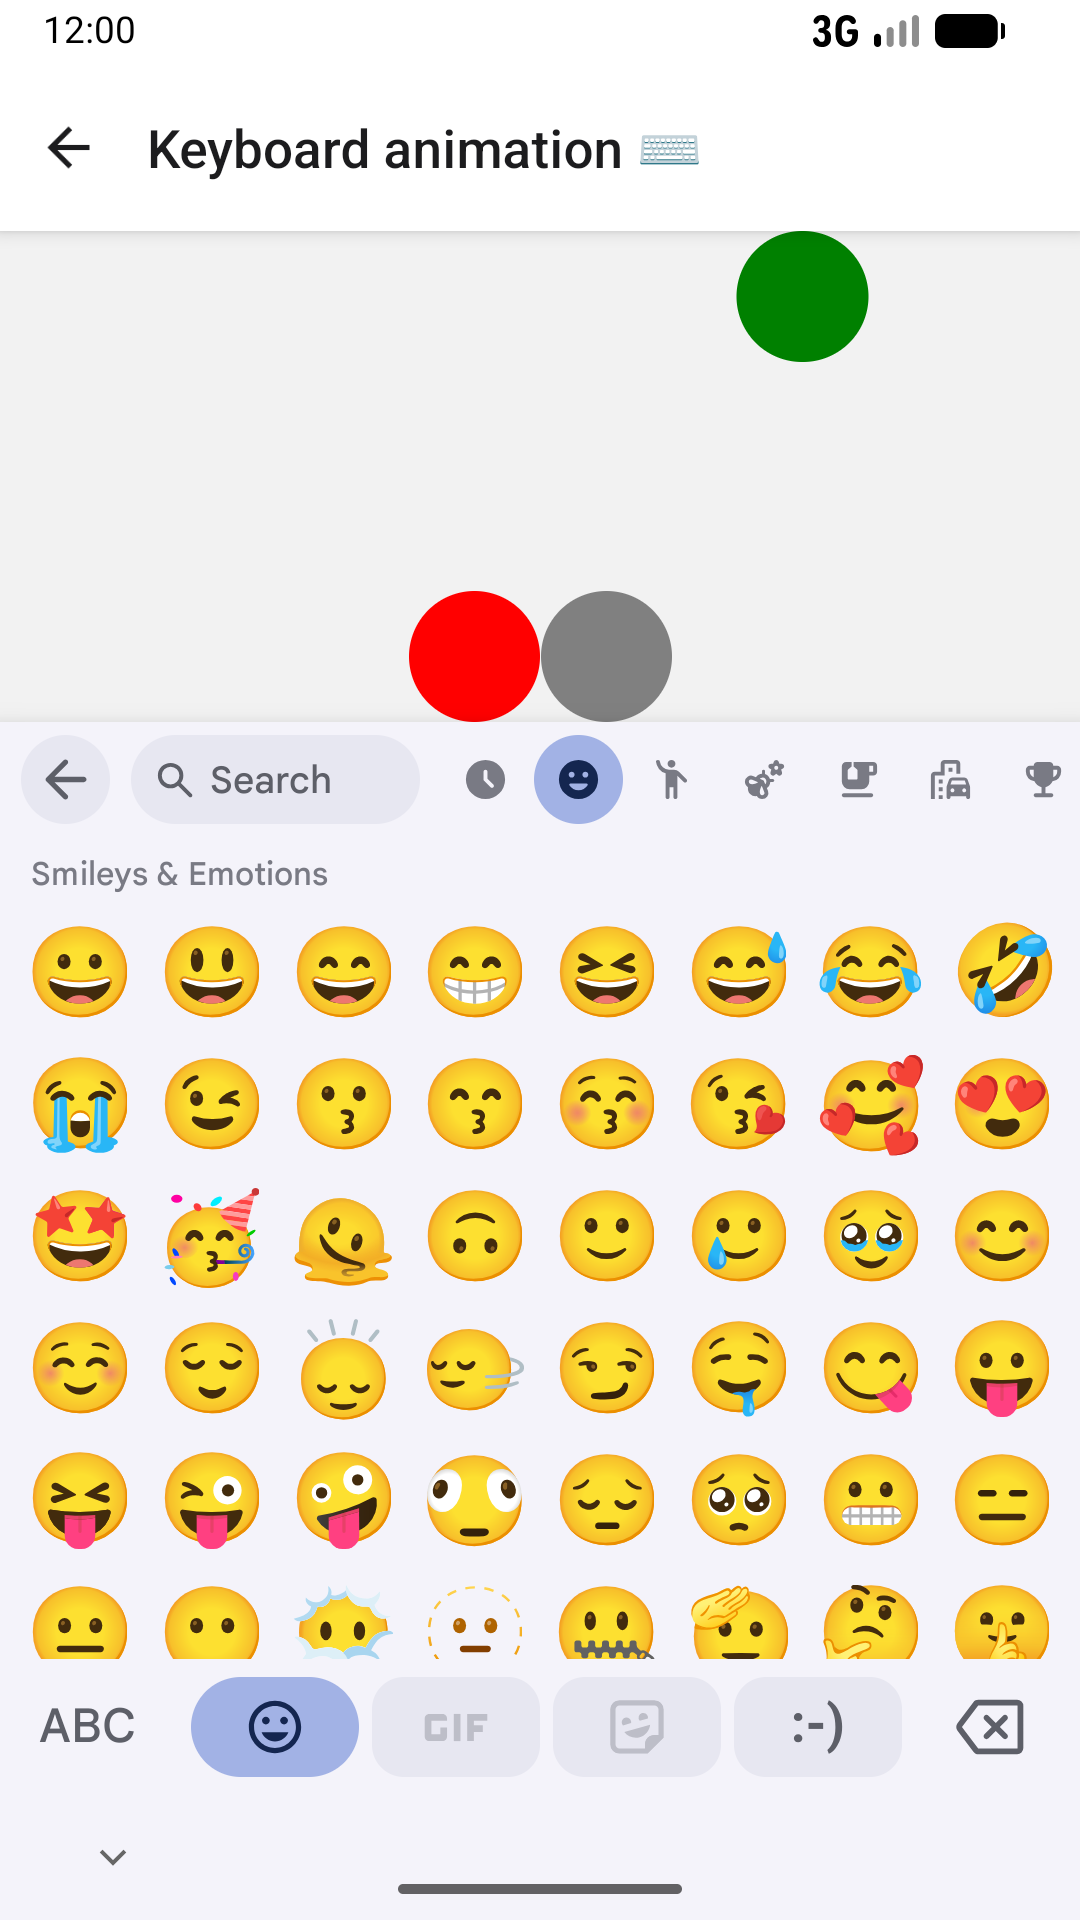 12:00 3G
Keyboard animation ⌨️
Search
Smileys & Emotions
ABC GIF :-)